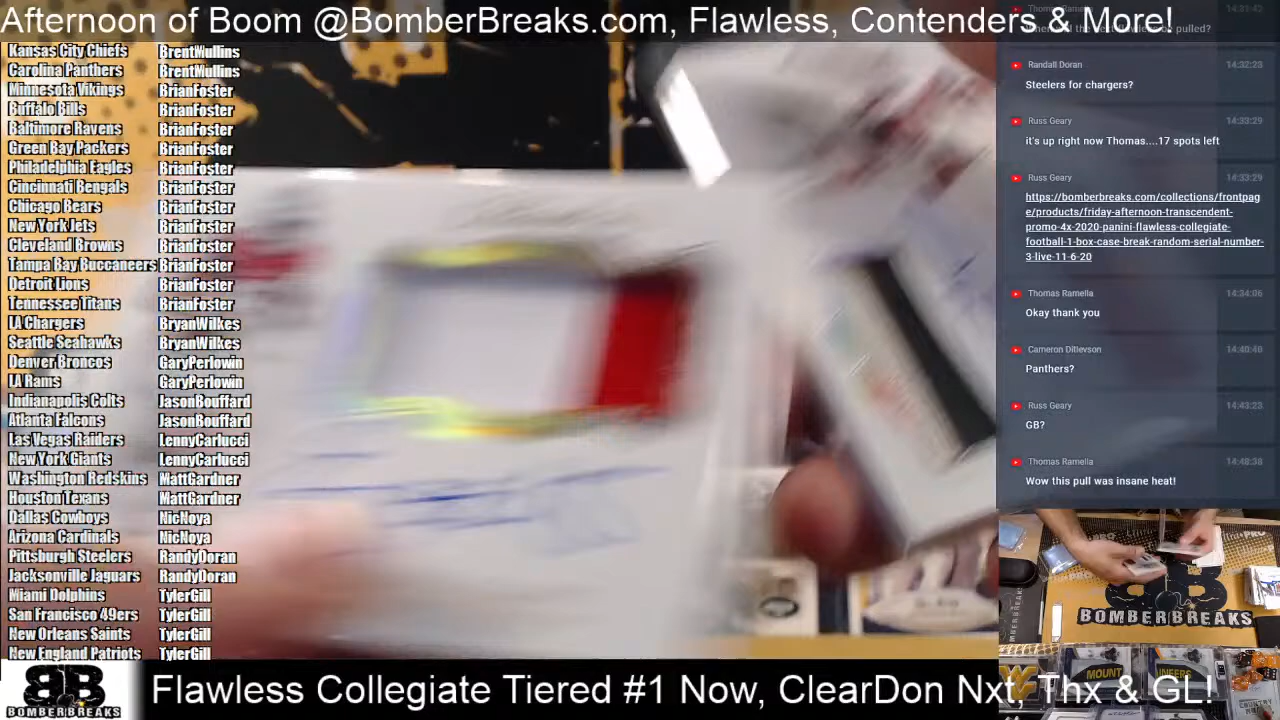 Afternoon of Boom @BomberBreaks.com, Flawless, Contenders & More!
Kansas City Chiefs BrentMullins
Carolina Panthers BrentMullins
Minnesota Vikings BrianFoster
Buffalo Bills BrianFoster
Baltimore Ravens BrianFoster
Green Bay Packers BrianFoster
Philadelphia Eagles BrianFoster
Cincinnati Bengals BrianFoster
Chicago Bears BrianFoster
New York Jets BrianFoster
Cleveland Browns BrianFoster
Tampa Bay Buccaneers BrianFoster
Detroit Lions BrianFoster
Tennessee Titans BrianFoster
LA Chargers BryanWilkes
Seattle Seahawks BryanWilkes
Denver Broncos GaryPerlowin
LA Rams GaryPerlowin
Indianapolis Colts JasonBouffard
Atlanta Falcons JasonBouffard
Las Vegas Raiders LennyCarlucci
New York Giants LennyCarlucci
Washington Redskins MattGardner
Houston Texans MattGardner
Dallas Cowboys NicNoya
Arizona Cardinals NicNoya
Pittsburgh Steelers RandyDoran
Jacksonville Jaguars RandyDoran
Miami Dolphins TylerGill
San Francisco 49ers TylerGill
New Orleans Saints TylerGill
New England Patriots TylerGill
Thomas Ramella 14:31:42
pulled?
Randall Doran 14:32:23
Steelers for chargers?
Russ Geary 14:33:29
it's up right now Thomas....17 spots left
Russ Geary 14:33:29
https://bomberbreaks.com/collections/frontpag
e/products/friday-afternoon-transcendent-
promo-4x-2020-panini-flawless-collegiate-
football-1-box-case-break-random-serial-number-
3-live-11-6-20
Thomas Ramella 14:34:06
Okay thank you
Cameron Ditlevson 14:40:40
Panthers?
Russ Geary 14:43:23
GB?
Thomas Ramella 14:48:38
Wow this pull was insane heat!
BOMBERBREAKS
MOUNT
BOMBERBREAKS
Flawless Collegiate Tiered #1 Now, ClearDon Nxt, Thx & GL!